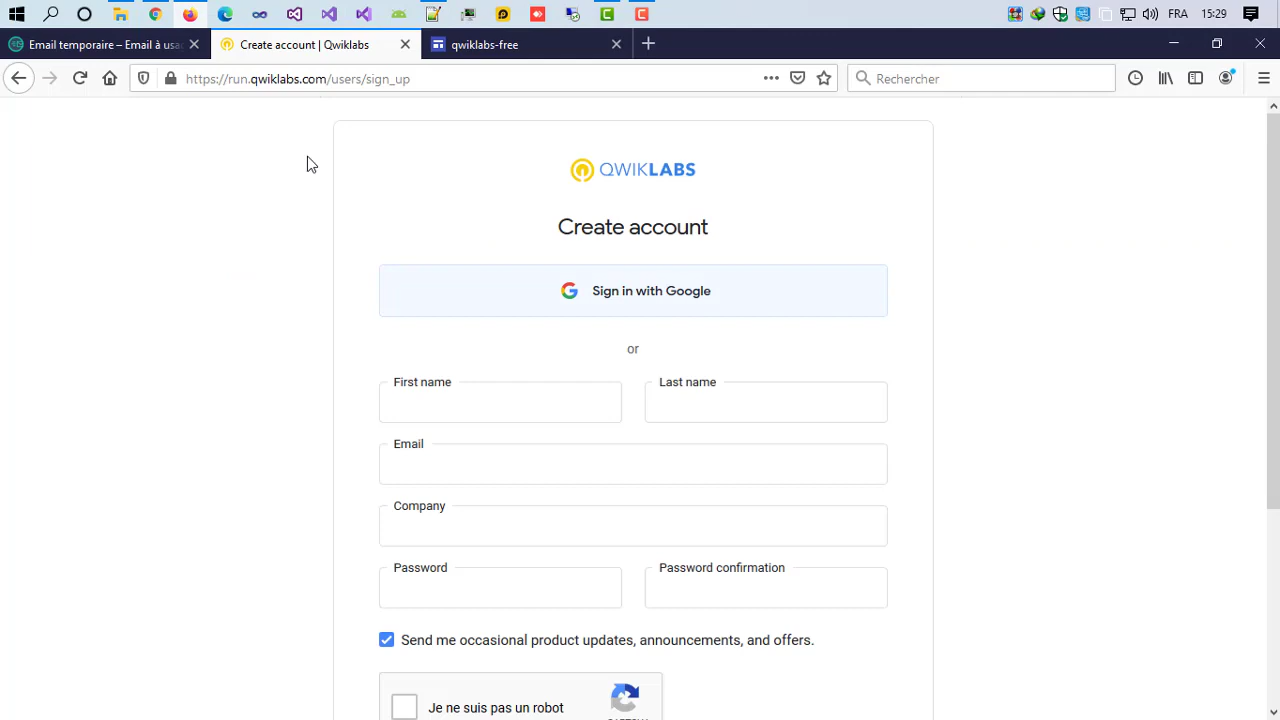 FRA 15:29
Email temporaire – Email à usa
Create account | Qwiklabs
qwiklabs-free
https://run.qwiklabs.com/users/sign_up
Rechercher
QWIKLABS
Create account
Sign in with Google
or
First name
Last name
Email
Company
Password
Password confirmation
Send me occasional product updates, announcements, and offers.
Je ne suis pas un robot